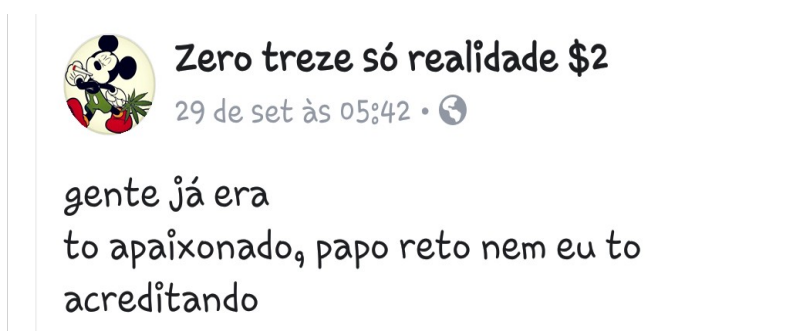 Zero treze só realidade $2
29 de set às 05:42 •
gente já era
to apaixonado, papo reto nem eu to
acreditando